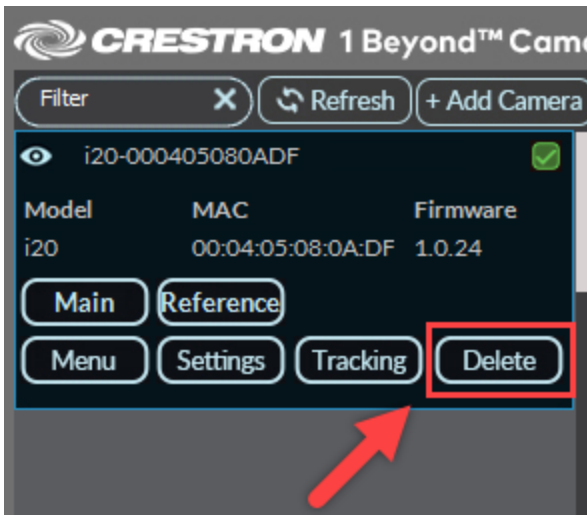 CRESTRON 1 Beyond™ Came
Filter X Refresh + Add Camera
i20-000405080ADF
Model MAC Firmware
i20 00:04:05:08:0A:DF 1.0.24
Main Reference
Menu Settings Tracking Delete